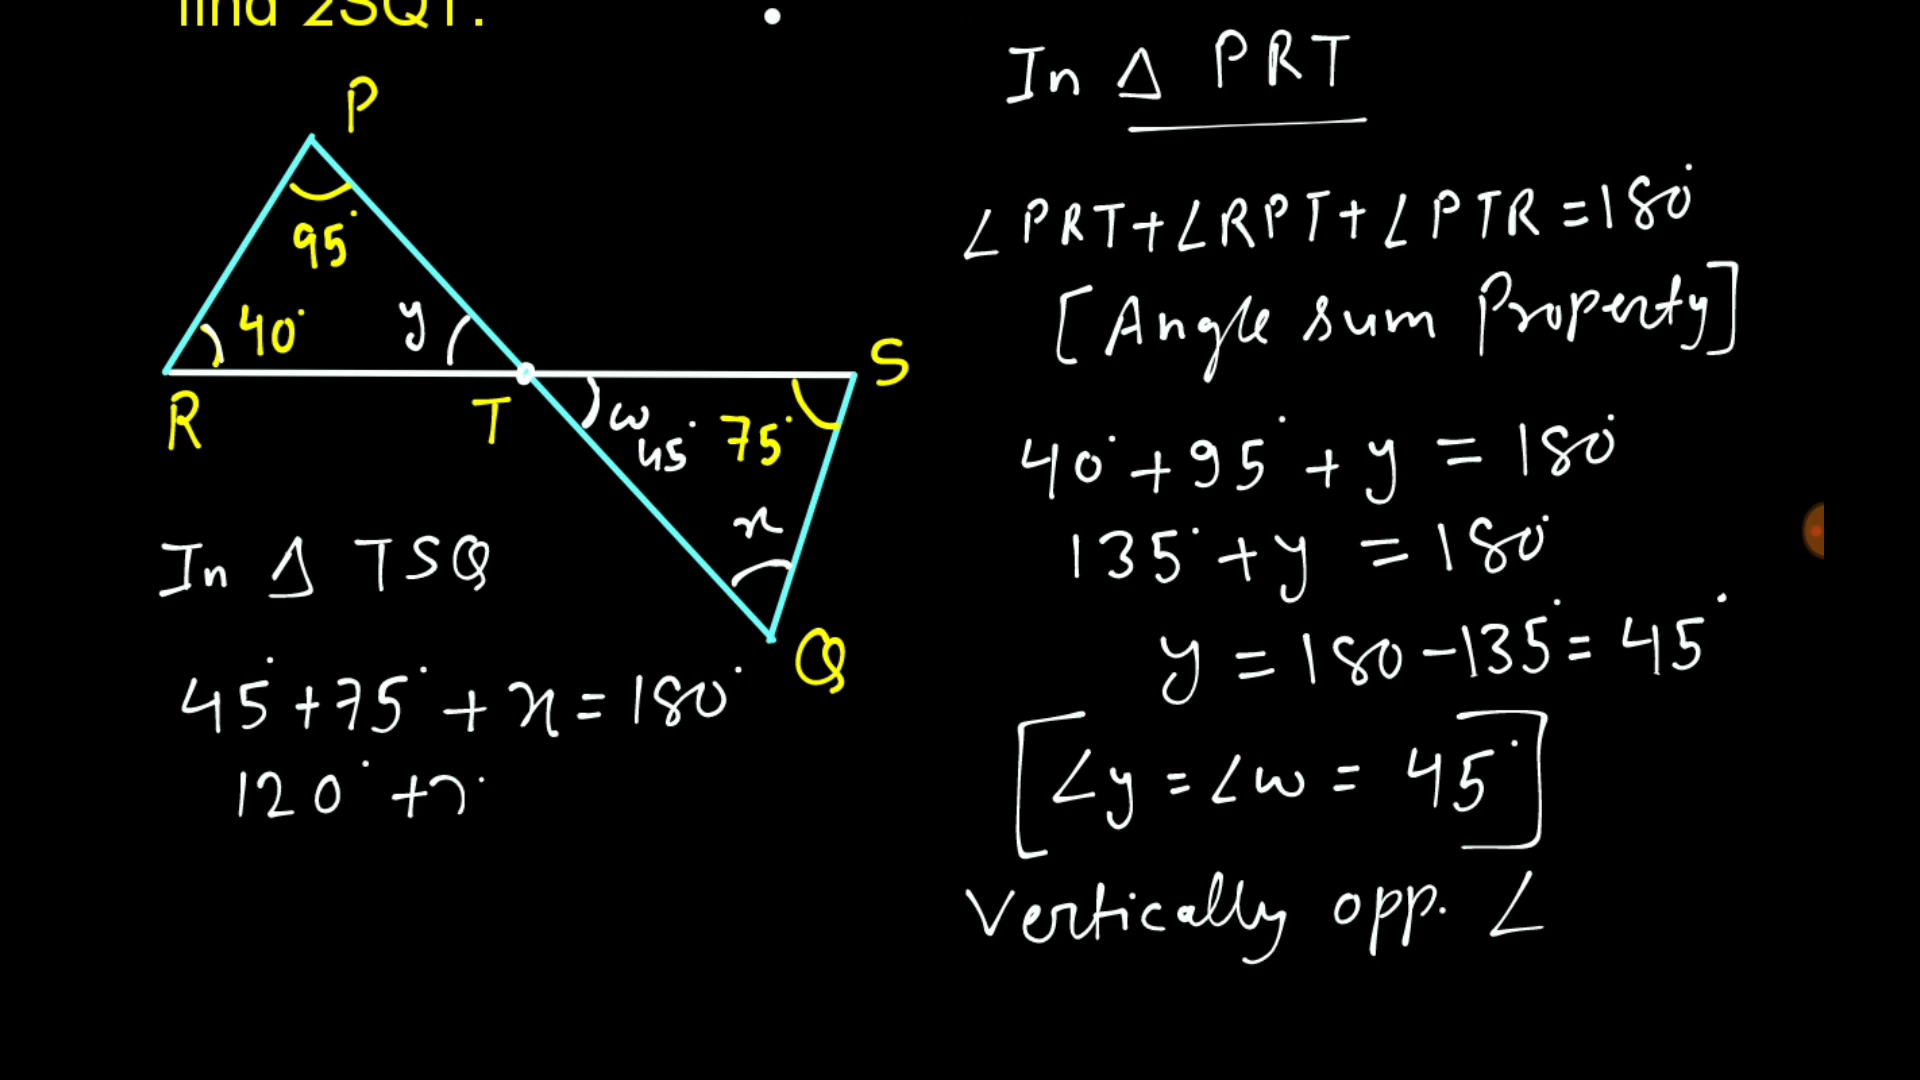 find ∠SQT.
P
95°
40°
y
R
T
S
w
45°
75°
x
Q
In Δ TSQ
45°+75°+x=180°
120°+
In Δ PRT
∠PRT+∠RPT+∠PTR=180°
[Angle sum Property]
40°+95°+y=180°
135°+y=180°
y=180-135°=45°
[∠y=∠w=45°]
Vertically opp. ∠